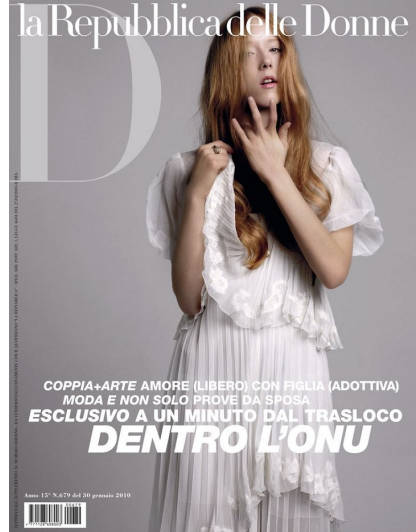 la Repubblica delle Donne
D
COPPIA+ARTE AMORE (LIBERO) CON FIGLIA (ADOTTIVA)
MODA E NON SOLO PROVE DA SPOSA
ESCLUSIVO A UN MINUTO DAL TRASLOCO
DENTRO L'ONU
Anno 15° N.679 del 30 gennaio 2010